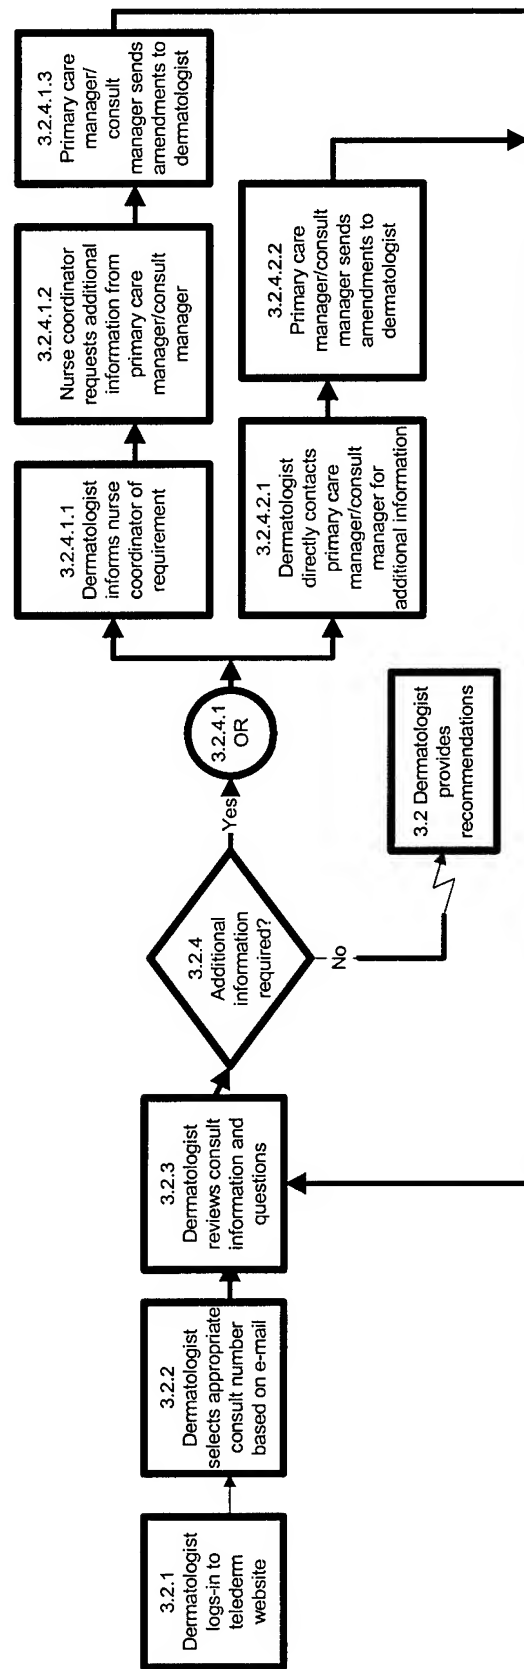 3.2.1
Dermatologist
logs-in to
telederm
website
3.2.2
Dermatologist
selects appropriate
consult number
based on e-mail
3.2.3
Dermatologist
reviews consult
information and
questions
3.2.4
Additional
information
required?
Yes
No
3.2.4.1
OR
3.2 Dermatologist
provides
recommendations
3.2.4.1.1
Dermatologist
informs nurse
coordinator of
requirement
3.2.4.1.2
Nurse coordinator
requests additional
information from
primary care
manager/consult
manager
3.2.4.1.3
Primary care
manager/
consult
manager sends
amendments to
dermatologist
3.2.4.2.1
Dermatologist
directly contacts
primary care
manager/consult
manager for
additional information
3.2.4.2.2
Primary care
manager/consult
manager sends
amendments to
dermatologist